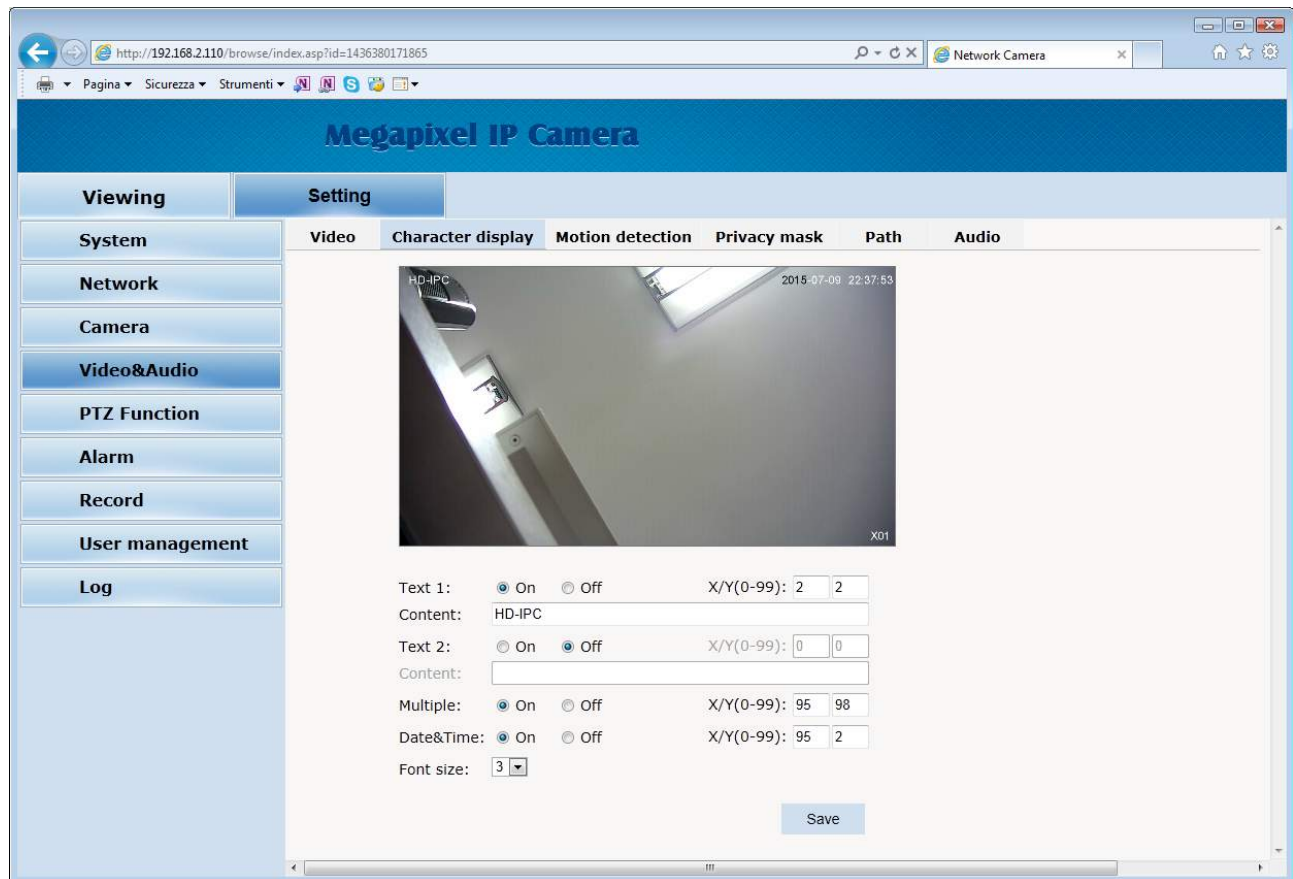 http://192.168.2.110/browse/index.asp?id=1436380171865
Network Camera
Pagina Sicurezza Strumenti
Megapixel IP Camera
Viewing Setting
System
Network
Camera
Video&Audio
PTZ Function
Alarm
Record
User management
Log
Video Character display Motion detection Privacy mask Path Audio
HD-IPC 2015-07-09 22:37:53
X01
Text 1: On Off X/Y(0-99): 2 2
Content: HD-IPC
Text 2: On Off X/Y(0-99): 0 0
Content:
Multiple: On Off X/Y(0-99): 95 98
Date&Time: On Off X/Y(0-99): 95 2
Font size: 3
Save